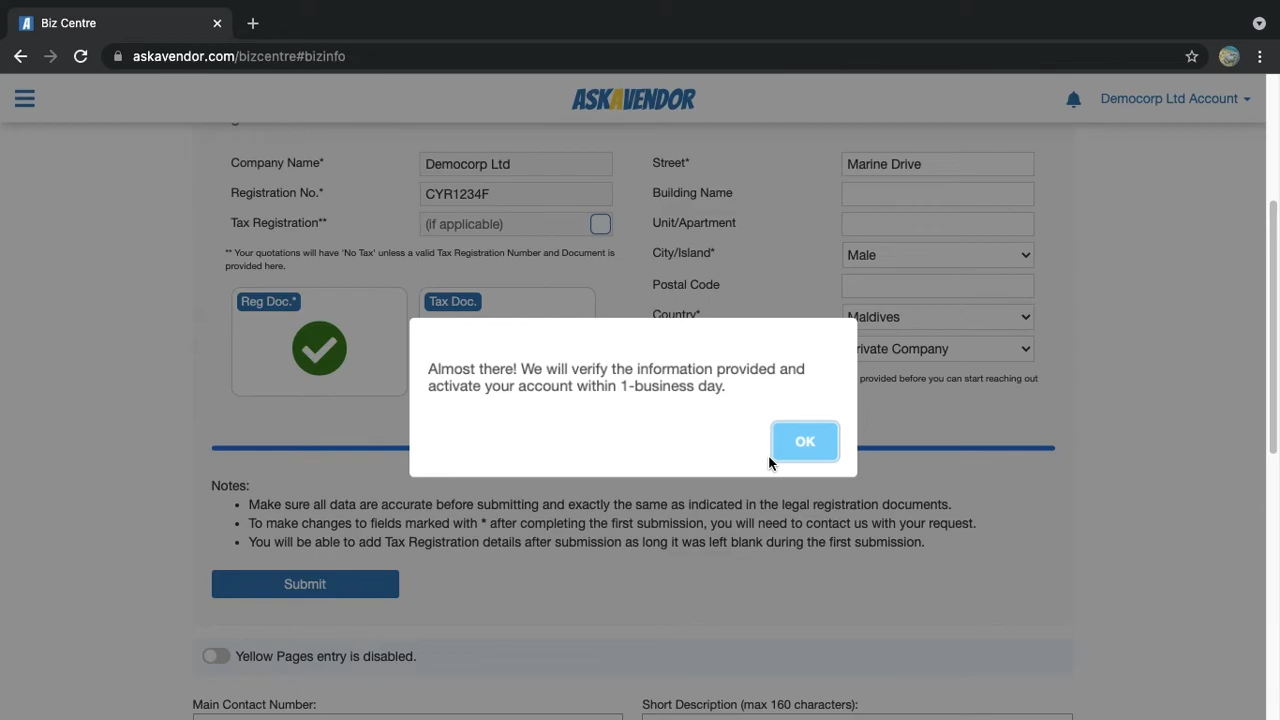 Biz Centre
askavendor.com/bizcentre#bizinfo
ASKAVENDOR
Democorp Ltd Account
Company Name*
Democorp Ltd
Street*
Marine Drive
Registration No.*
CYR1234F
Building Name
Tax Registration**
(if applicable)
Unit/Apartment
** Your quotations will have 'No Tax' unless a valid Tax Registration Number and Document is
provided here.
City/Island*
Male
Postal Code
Reg Doc.*
Tax Doc.
Country*
Maldives
rivate Company
provided before you can start reaching out
Almost there! We will verify the information provided and
activate your account within 1-business day.
OK
Notes:
Make sure all data are accurate before submitting and exactly the same as indicated in the legal registration documents.
To make changes to fields marked with * after completing the first submission, you will need to contact us with your request.
You will be able to add Tax Registration details after submission as long it was left blank during the first submission.
Submit
Yellow Pages entry is disabled.
Main Contact Number:
Short Description (max 160 characters):